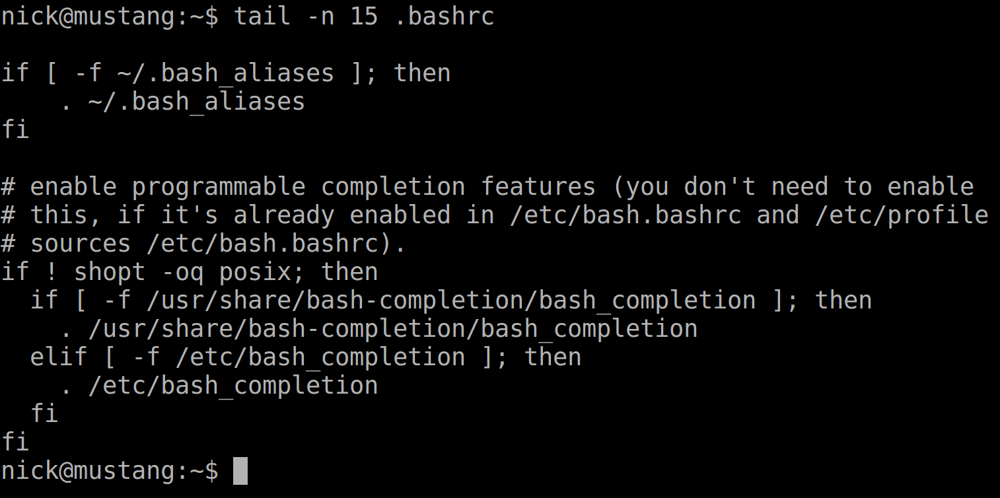 nick@mustang:~$ tail -n 15 .bashrc

if [ -f ~/.bash_aliases ]; then
    . ~/.bash_aliases
fi

# enable programmable completion features (you don't need to enable
# this, if it's already enabled in /etc/bash.bashrc and /etc/profile
# sources /etc/bash.bashrc).
if ! shopt -oq posix; then
  if [ -f /usr/share/bash-completion/bash_completion ]; then
    . /usr/share/bash-completion/bash_completion
  elif [ -f /etc/bash_completion ]; then
    . /etc/bash_completion
  fi
fi
nick@mustang:~$